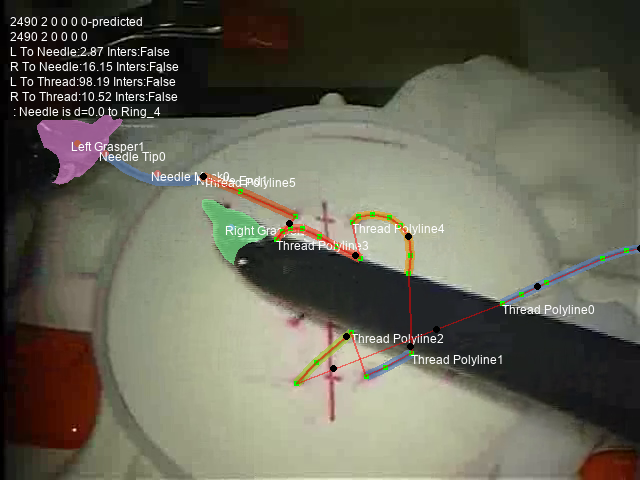 2490 2 0 0 0 0-predicted
2490 2 0 0 0 0
L To Needle:2.87 Inters:False
R To Needle:16.15 Inters:False
L To Thread:98.19 Inters:False
R To Thread:10.52 Inters:False
: Needle is d=0.0 to Ring_4
Left Grasper1
Needle Tip0
Needle
Thread Polyline5
Right
Thread Polyline4
Thread Polyline3
Thread Polyline0
Thread Polyline2
Thread Polyline1